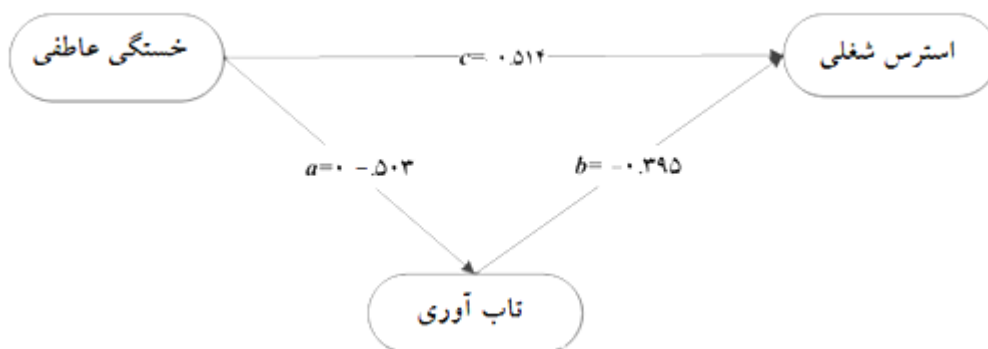 خستگی عاطفی
c=۰.۵۱۴
استرس شغلی
a=۰ -.۵۰۳
b= -۰.۳۹۵
تاب آوری